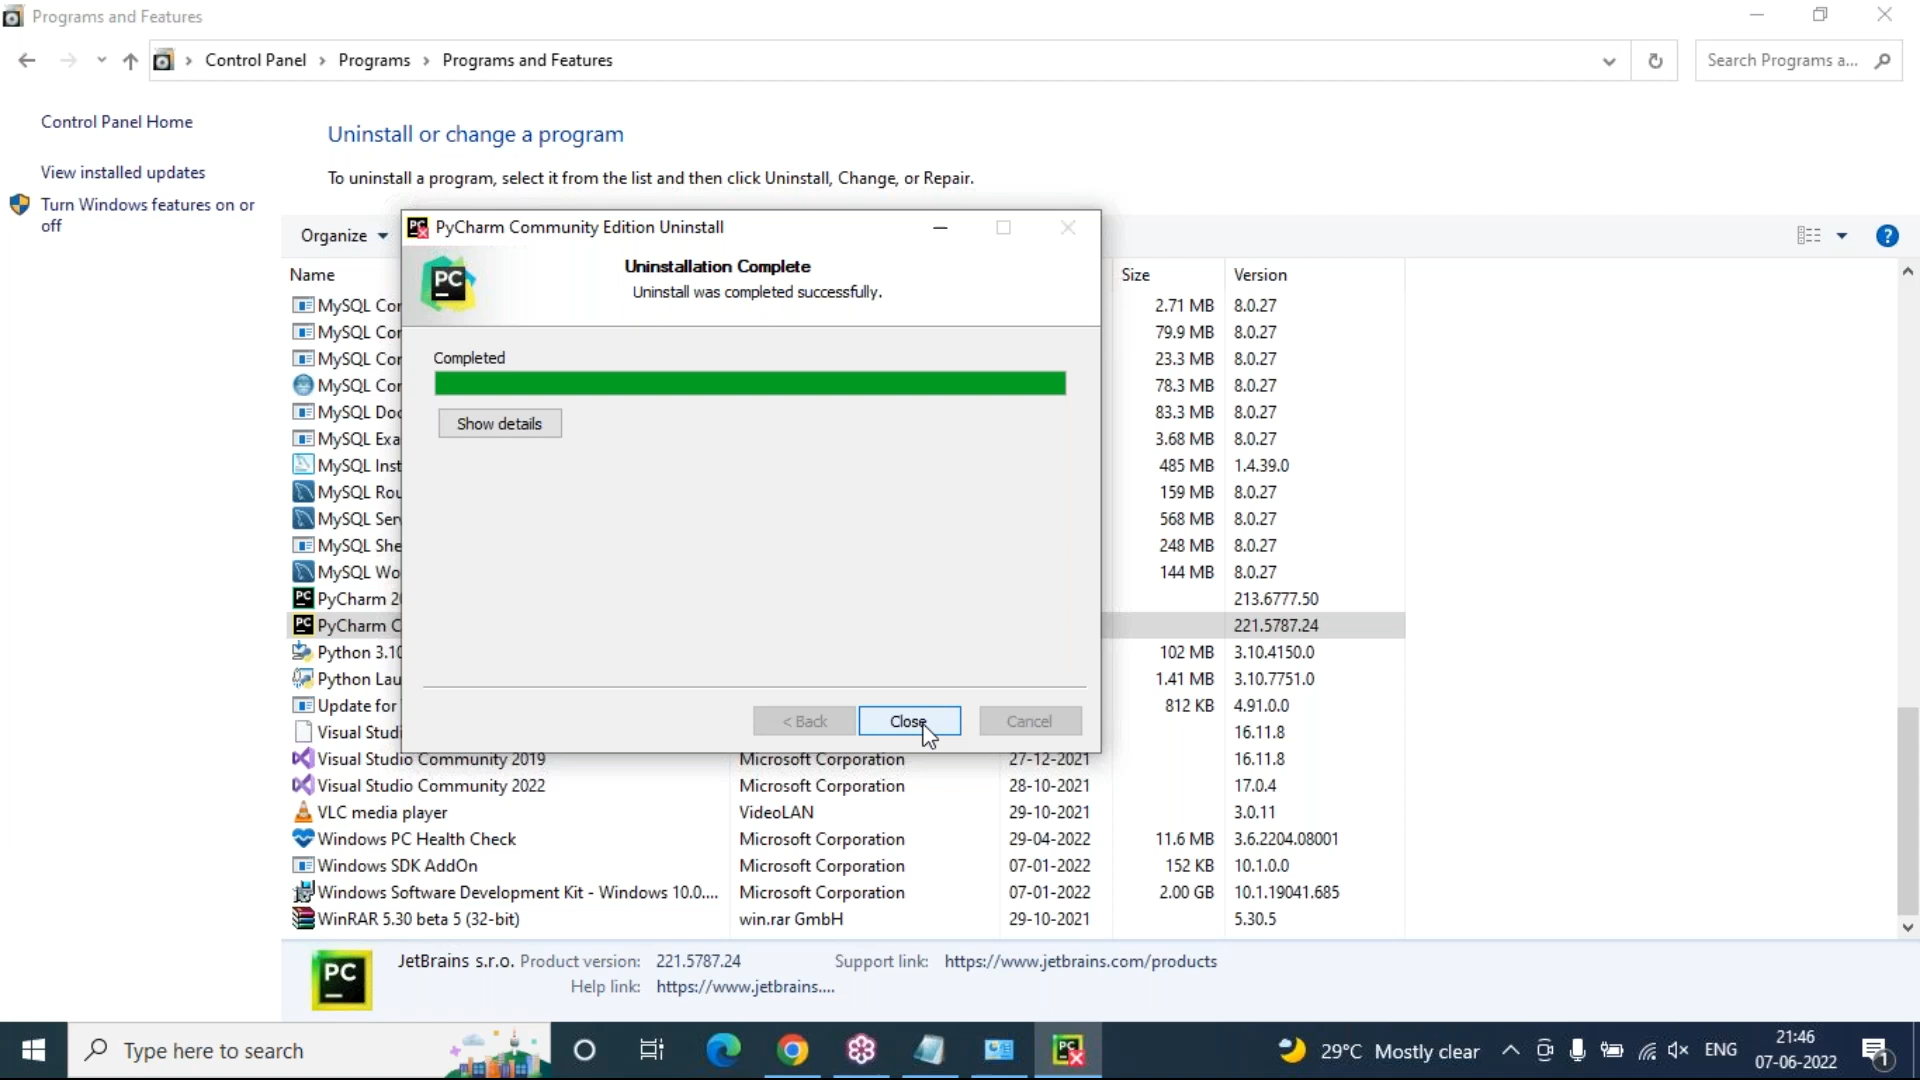 Programs and Features
Control Panel > Programs > Programs and Features
Search Programs a...
Control Panel Home
View installed updates
Turn Windows features on or
off
Uninstall or change a program
To uninstall a program, select it from the list and then click Uninstall, Change, or Repair.
Organize
PyCharm Community Edition Uninstall
Uninstallation Complete
Uninstall was completed successfully.
Completed
Show details
< Back
Close
Cancel
Name Size Version
MySQL 2.71 MB 8.0.27
MySQL 79.9 MB 8.0.27
MySQL 23.3 MB 8.0.27
MySQL 78.3 MB 8.0.27
MySQL 83.3 MB 8.0.27
MySQL 3.68 MB 8.0.27
MySQL 485 MB 1.4.39.0
MySQL 159 MB 8.0.27
MySQL 568 MB 8.0.27
MySQL 248 MB 8.0.27
MySQL 144 MB 8.0.27
PyCharm 213.6777.50
PyCharm 221.5787.24
Python 3.10 102 MB 3.10.4150.0
Python 1.41 MB 3.10.7751.0
Update for 812 KB 4.91.0.0
Visual 16.11.8
Visual Studio Community 2019 Microsoft Corporation 27-12-2021 16.11.8
Visual Studio Community 2022 Microsoft Corporation 28-10-2021 17.0.4
VLC media player VideoLAN 29-10-2021 3.0.11
Windows PC Health Check Microsoft Corporation 29-04-2022 11.6 MB 3.6.2204.08001
Windows SDK AddOn Microsoft Corporation 07-01-2022 152 KB 10.1.0.0
Windows Software Development Kit - Windows 10.0.... Microsoft Corporation 07-01-2022 2.00 GB 10.1.19041.685
WinRAR 5.30 beta 5 (32-bit) win.rar GmbH 29-10-2021 5.30.5
PC
JetBrains s.r.o. Product version: 221.5787.24 Support link: https://www.jetbrains.com/products
Help link: https://www.jetbrains....
Type here to search
29°C Mostly clear
ENG
21:46
07-06-2022
1